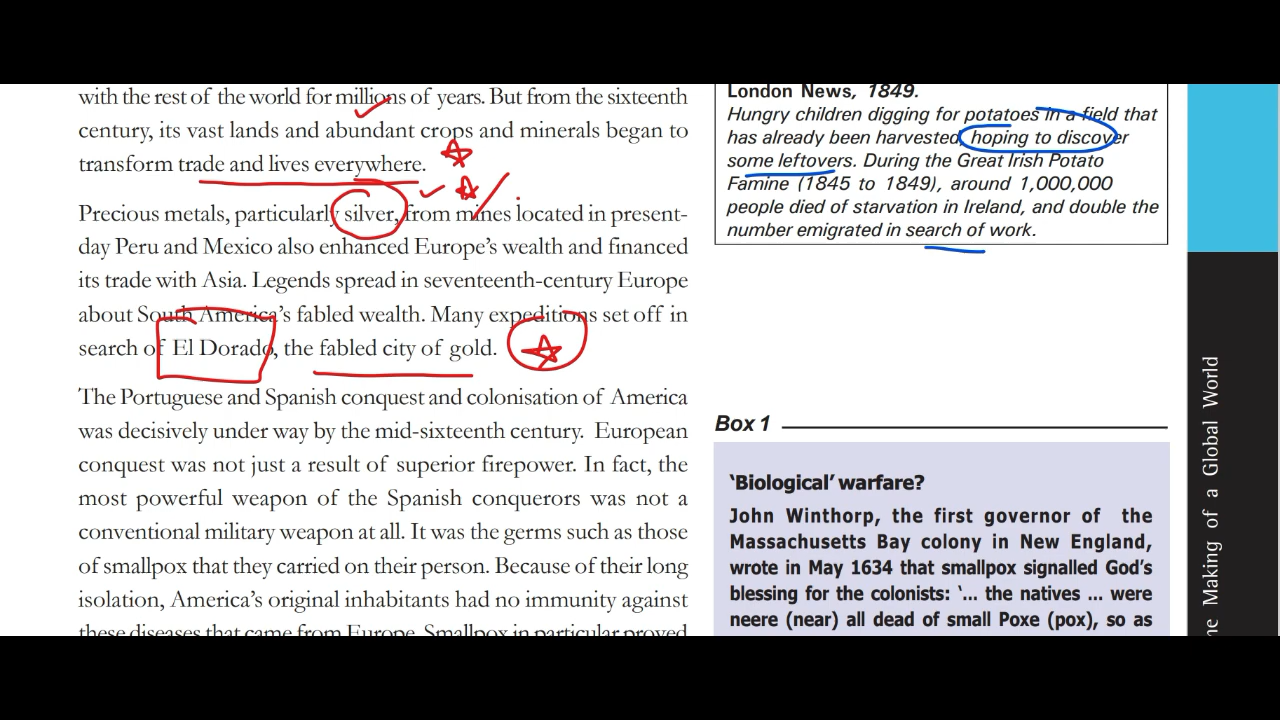 with the rest of the world for millions of years. But from the sixteenth
century, its vast lands and abundant crops and minerals began to
transform trade and lives everywhere.
Precious metals, particularly silver, from mines located in present-
day Peru and Mexico also enhanced Europe's wealth and financed
its trade with Asia. Legends spread in seventeenth-century Europe
about South America's fabled wealth. Many expeditions set off in
search of El Dorado, the fabled city of gold.
The Portuguese and Spanish conquest and colonisation of America
was decisively under way by the mid-sixteenth century. European
conquest was not just a result of superior firepower. In fact, the
most powerful weapon of the Spanish conquerors was not a
conventional military weapon at all. It was the germs such as those
of smallpox that they carried on their person. Because of their long
isolation, America's original inhabitants had no immunity against
these diseases that came from Europe. Smallpox in particular proved
London News, 1849.
Hungry children digging for potatoes in a field that
has already been harvested, hoping to discover
some leftovers. During the Great Irish Potato
Famine (1845 to 1849), around 1,000,000
people died of starvation in Ireland, and double the
number emigrated in search of work.
Box 1
'Biological' warfare?
John Winthorp, the first governor of the
Massachusetts Bay colony in New England,
wrote in May 1634 that smallpox signalled God's
blessing for the colonists: '... the natives ... were
neere (near) all dead of small Poxe (pox), so as
Making of a Global World